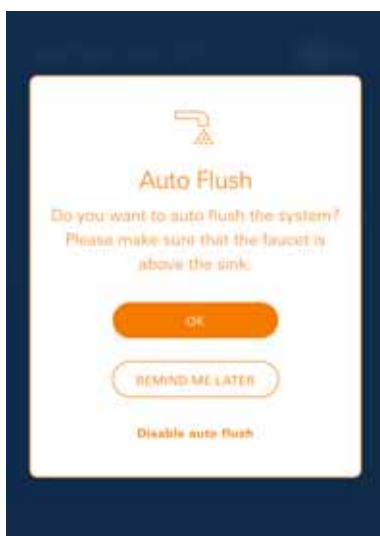 Auto Flush
Do you want to auto flush the system?
Please make sure that the faucet is
above the sink.
OK
REMIND ME LATER
Disable auto flush